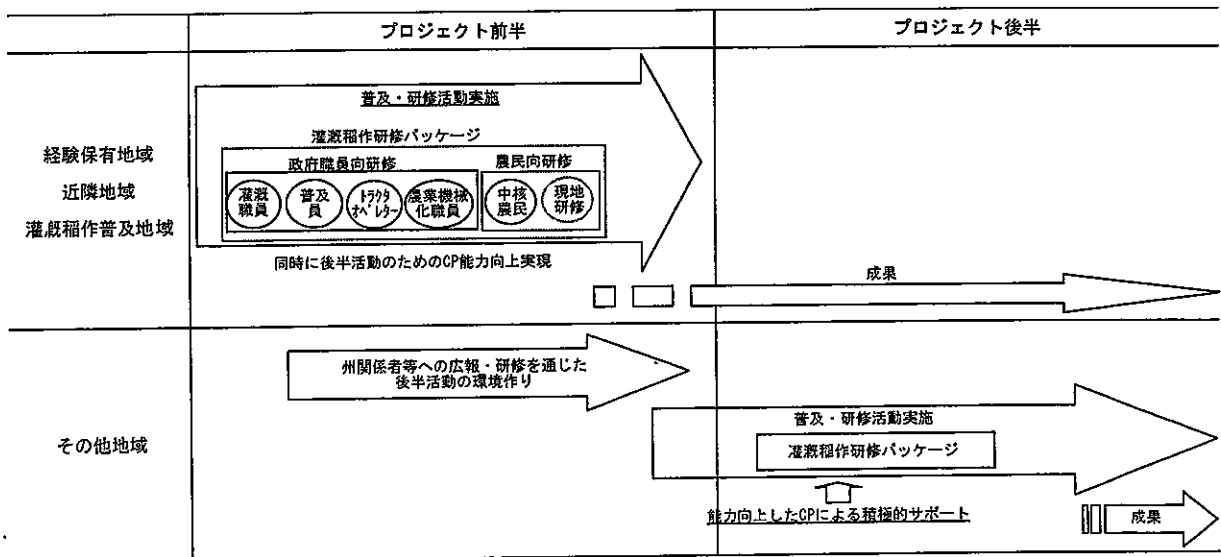 プロジェクト前半
プロジェクト後半
経験保有地域
近隣地域
灌漑稲作普及地域
普及・研修活動実施
灌漑稲作研修パッケージ
政府職員向研修
農民向研修
灌漑
職員
普及
員
トラクタ
オペレター
農業機械
化職員
中核
農民
現地
研修
同時に後半活動のためのCP能力向上実現
成果
その他地域
州関係者等への広報・研修を通じた
後半活動の環境作り
普及・研修活動実施
灌漑稲作研修パッケージ
能力向上したCPによる積極的サポート
成果